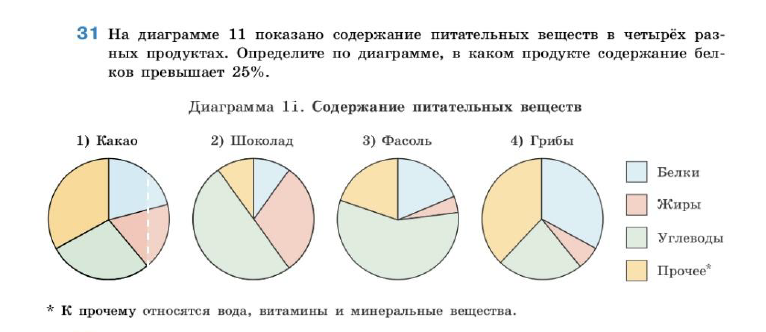 31 На диаграмме 11 показано содержание питательных веществ в четырёх раз-
ных продуктах. Определите по диаграмме, в каком продукте содержание бел-
ков превышает 25%.
Диаграмма 11. Содержание питательных веществ
1) Какао 2) Шоколад 3) Фасоль 4) Грибы
Белки
Жиры
Углеводы
Прочее*
* К прочему относятся вода, витамины и минеральные вещества.